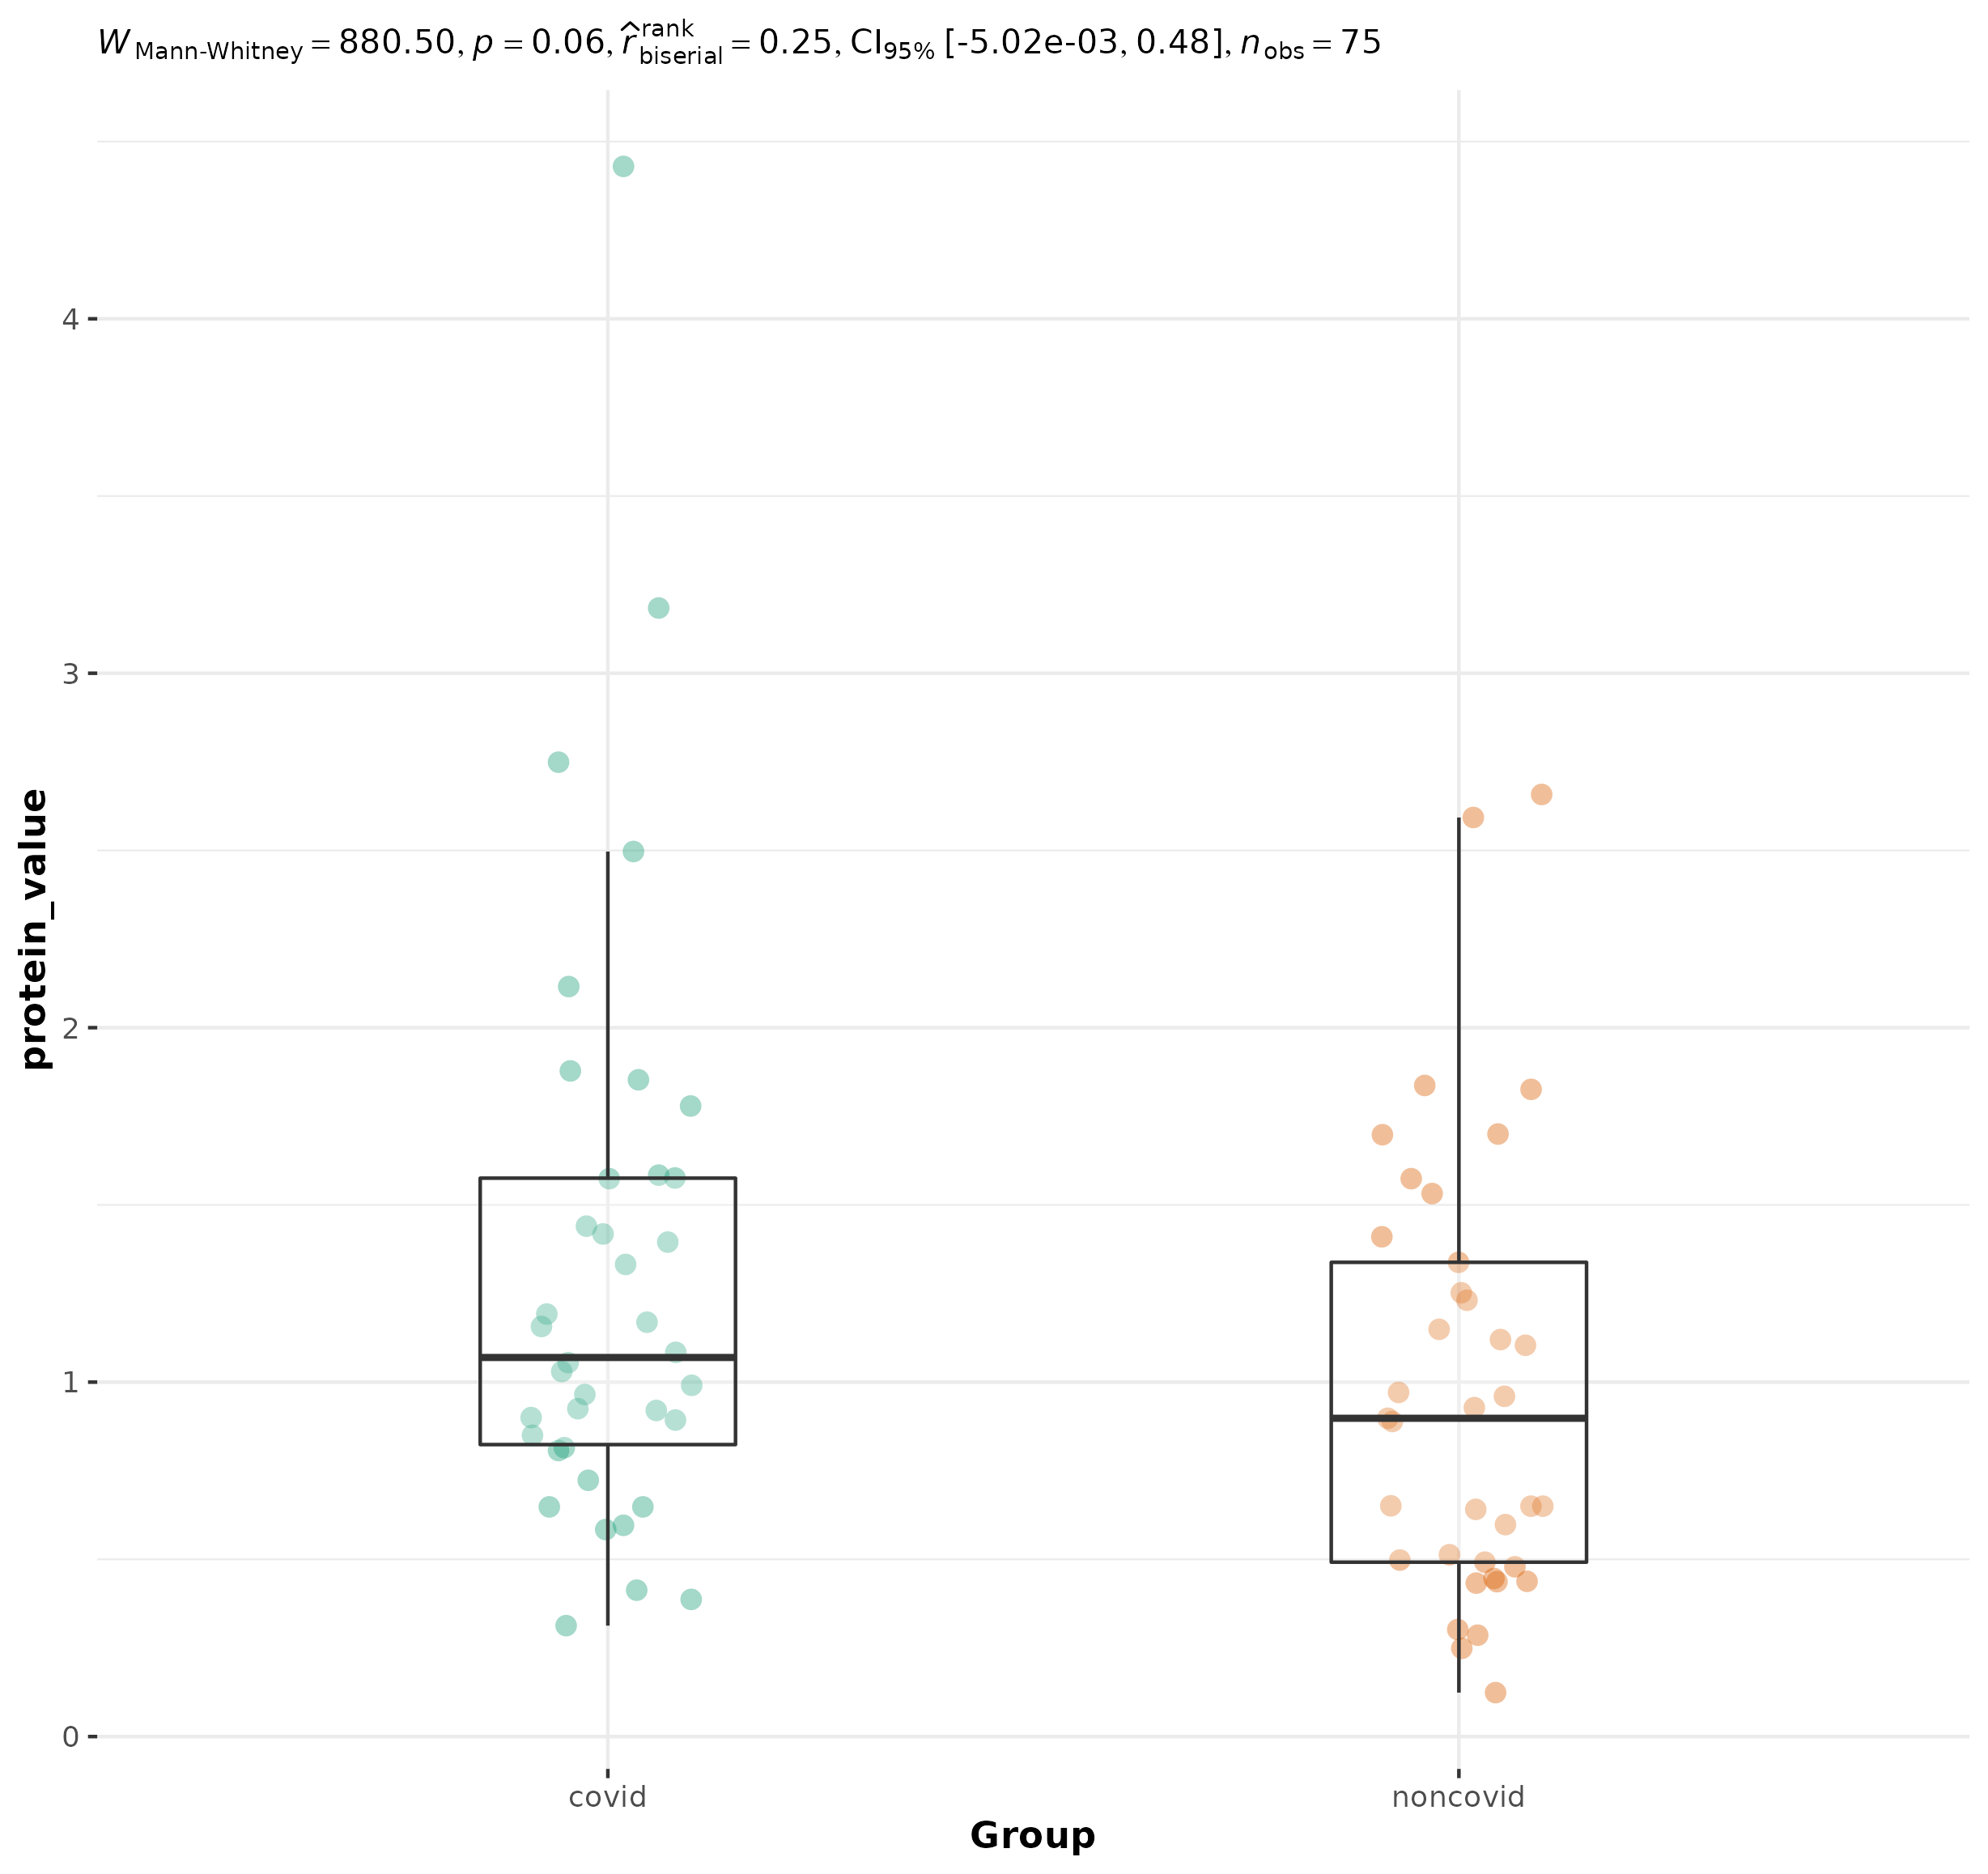 W Mann-Whitney = 880.50, p = 0.06, r̂ rank biserial = 0.25, CI95% [-5.02e-03, 0.48], nobs = 75
4
3
2
1
0
protein_value
covid noncovid
Group